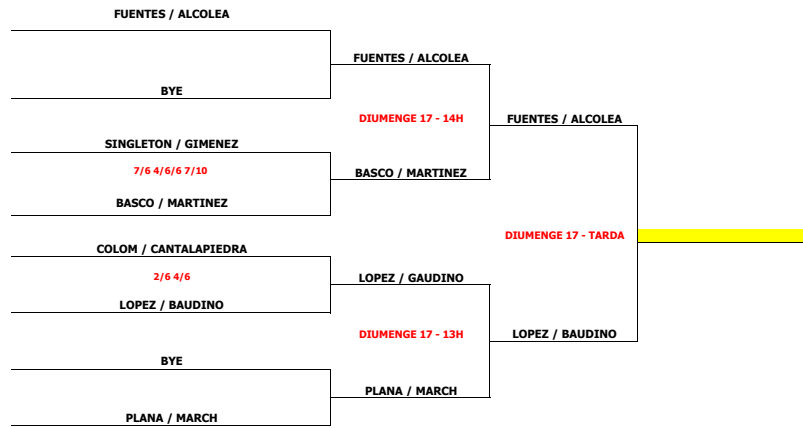 FUENTES / ALCOLEA
FUENTES / ALCOLEA
BYE
DIUMENGE 17 - 14H
FUENTES / ALCOLEA
SINGLETON / GIMENEZ
7/6 4/6/6 7/10
BASCO / MARTINEZ
BASCO / MARTINEZ
DIUMENGE 17 - TARDA
COLOM / CANTALAPIEDRA
2/6 4/6
LOPEZ / GAUDINO
LOPEZ / BAUDINO
DIUMENGE 17 - 13H
LOPEZ / BAUDINO
BYE
PLANA / MARCH
PLANA / MARCH